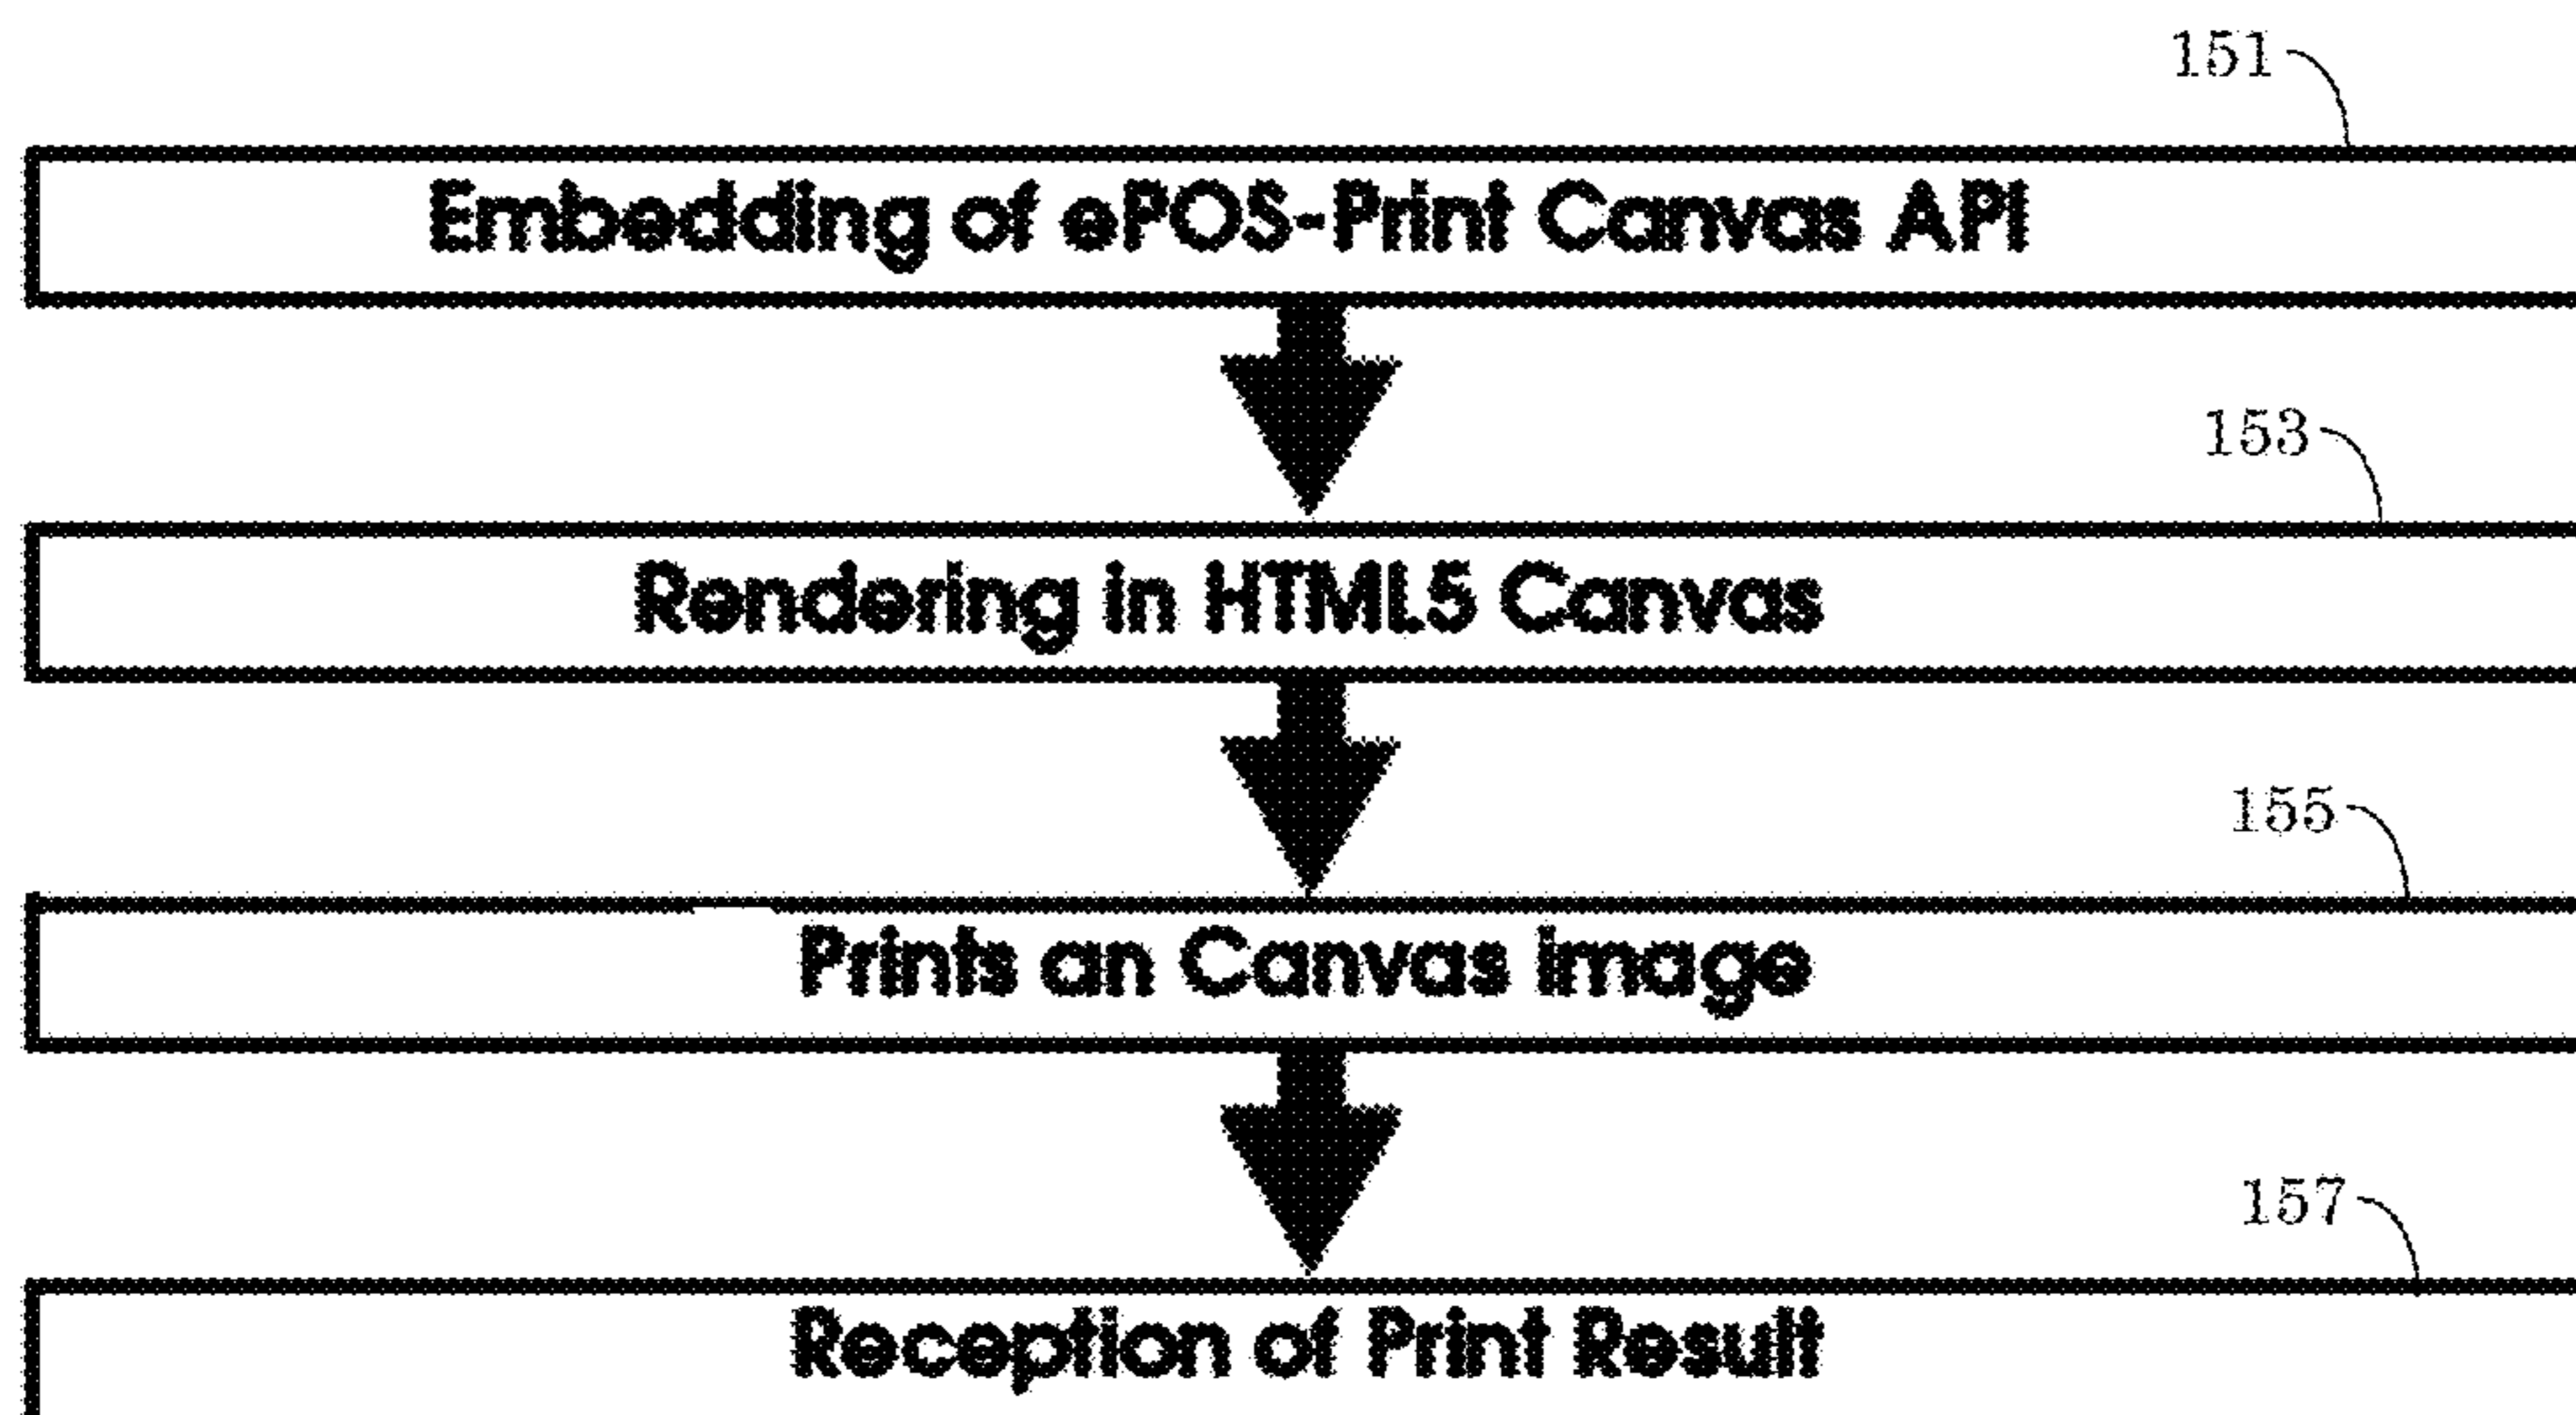 151
Embedding of ePOS-Print Canvas API
153
Rendering in HTML5 Canvas
155
Prints an Canvas image
157
Reception of Print Result